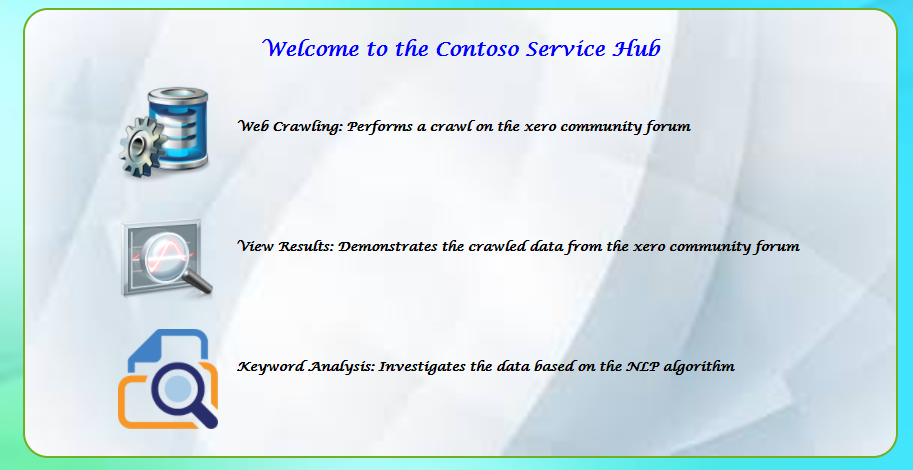 Welcome to the Contoso Service Hub
Web Crawling: Performs a crawl on the xero community forum
View Results: Demonstrates the crawled data from the xero community forum
Keyword Analysis: Investigates the data based on the NLP algorithm